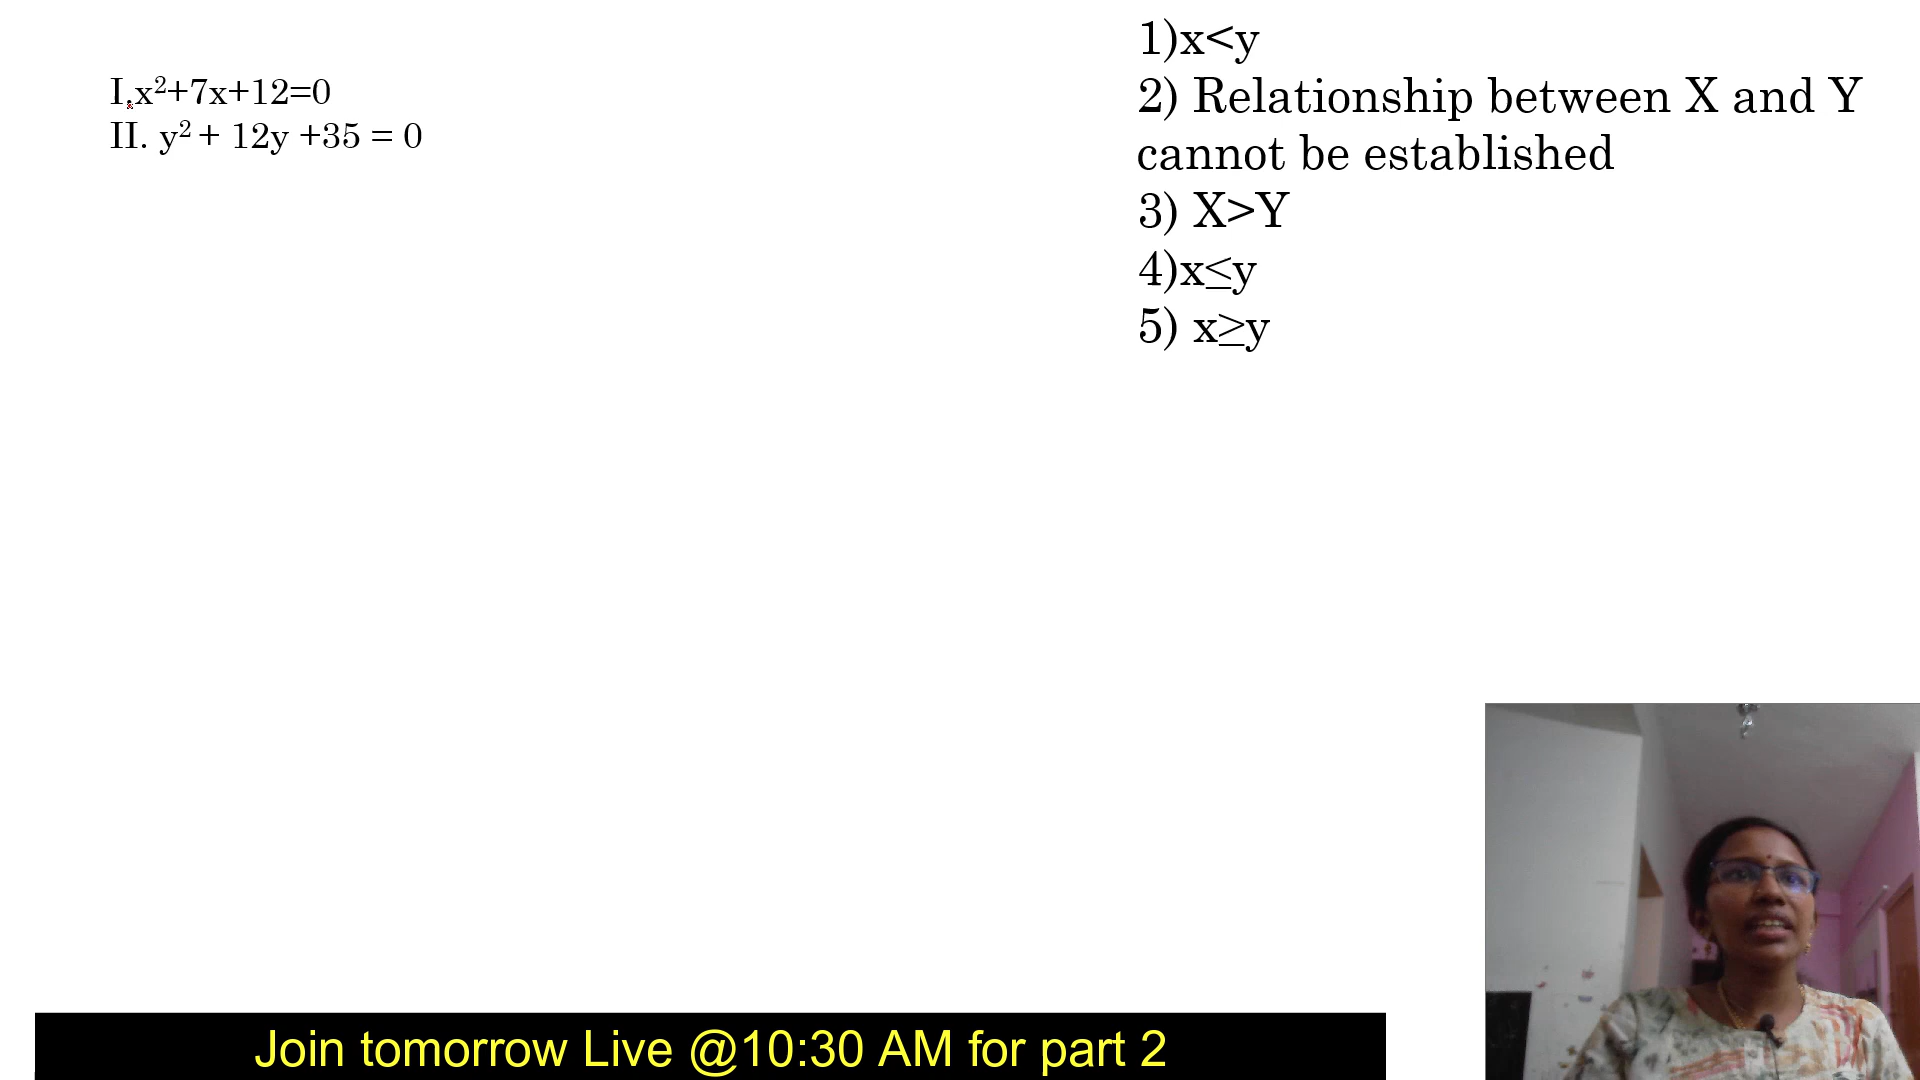 I.x²+7x+12=0
II. y² + 12y +35 = 0
1)x<y
2) Relationship between X and Y
cannot be established
3) X>Y
4)x≤y
5) x≥y
Join tomorrow Live @10:30 AM for part 2